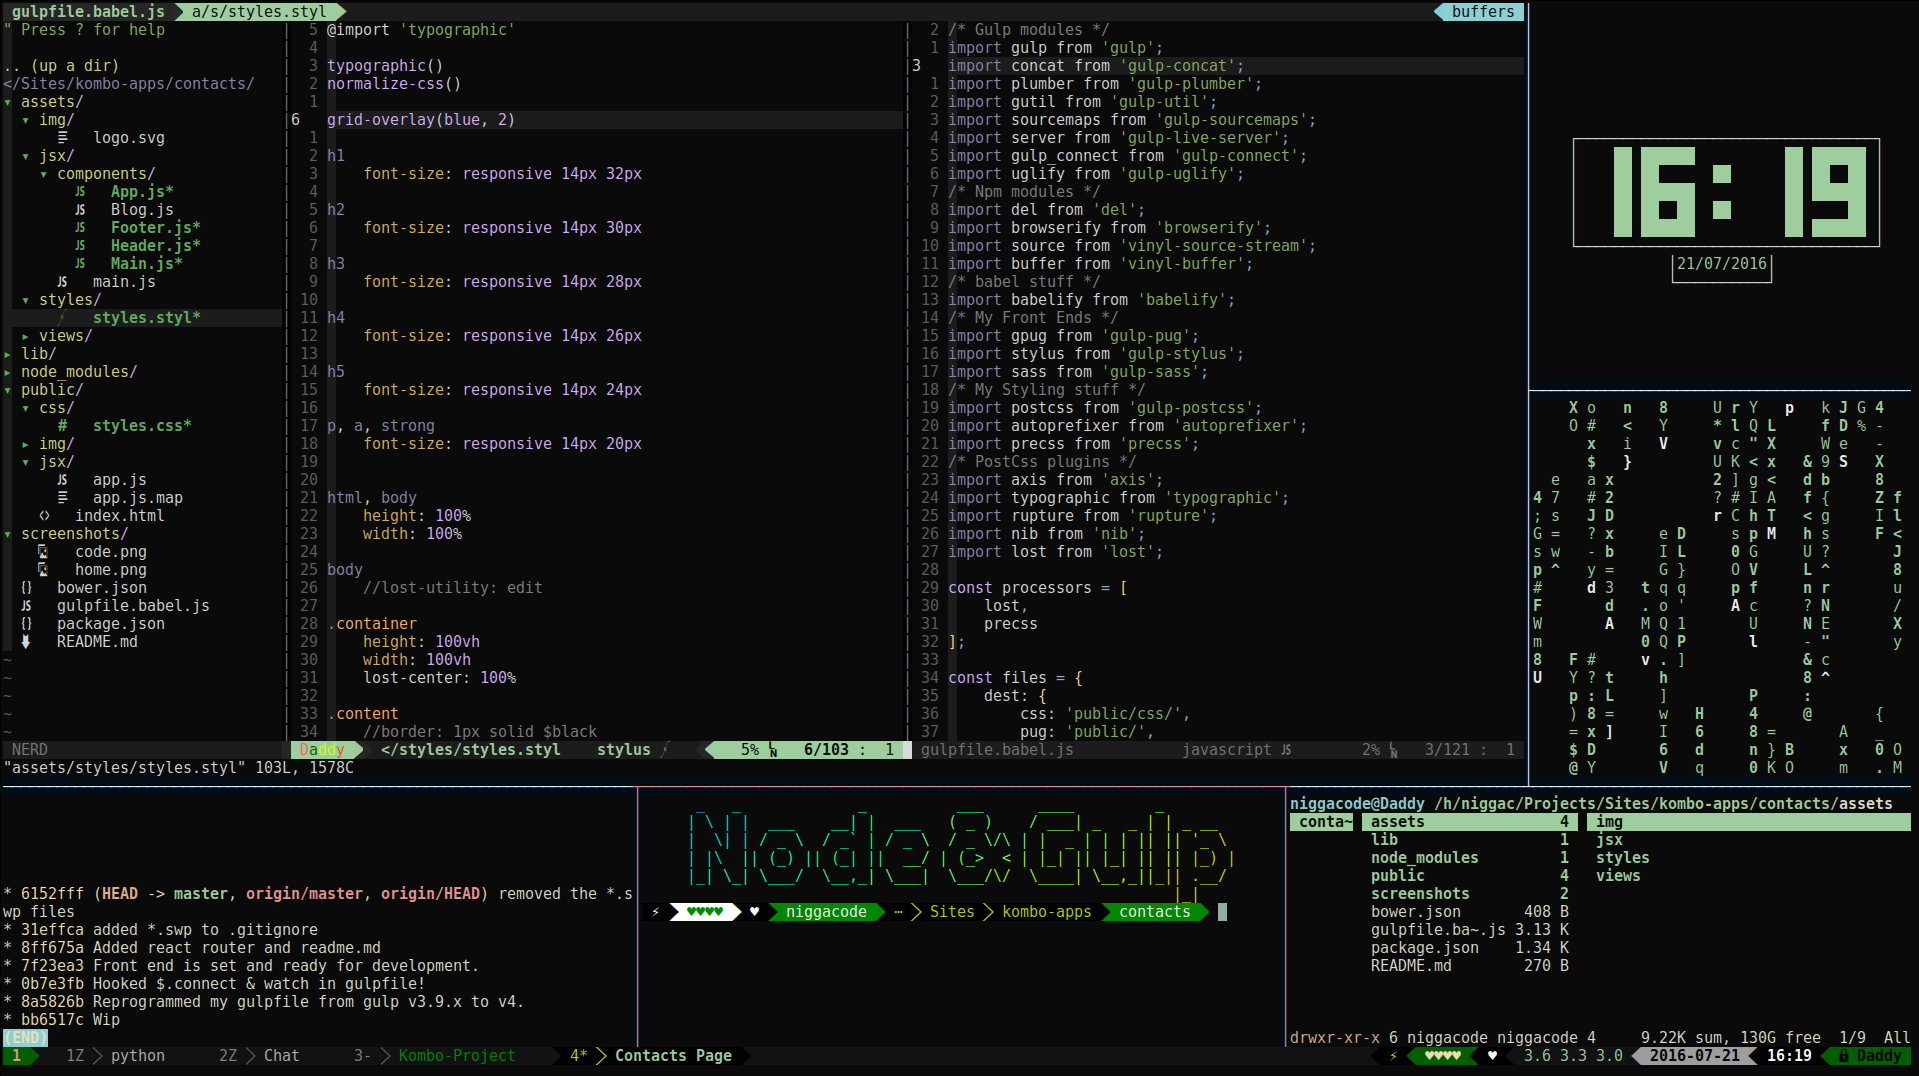 gulpfile.babel.js a/s/styles.styl buffers
" Press ? for help
.. (up a dir)
</Sites/kombo-apps/contacts/
▾ assets/
▾ img/
logo.svg
▾ jsx/
▾ components/
JS App.js*
JS Blog.js
JS Footer.js*
JS Header.js*
JS Main.js*
JS main.js
▾ styles/
styles.styl*
▸ views/
▸ lib/
▸ node_modules/
▾ public/
▾ css/
# styles.css*
▸ img/
▾ jsx/
JS app.js
app.js.map
<> index.html
▾ screenshots/
code.png
home.png
{} bower.json
JS gulpfile.babel.js
{} package.json
README.md
~
~
~
~
~
NERD
5 @import 'typographic'
4
3 typographic()
2 normalize-css()
1
6 grid-overlay(blue, 2)
1
2 h1
3 font-size: responsive 14px 32px
4
5 h2
6 font-size: responsive 14px 30px
7
8 h3
9 font-size: responsive 14px 28px
10
11 h4
12 font-size: responsive 14px 26px
13
14 h5
15 font-size: responsive 14px 24px
16
17 p, a, strong
18 font-size: responsive 14px 20px
19
20
21 html, body
22 height: 100%
23 width: 100%
24
25 body
26 //lost-utility: edit
27
28 .container
29 height: 100vh
30 width: 100vh
31 lost-center: 100%
32
33 .content
34 //border: 1px solid $black
Daddy </styles/styles.styl stylus 5% 6/103 : 1
2 /* Gulp modules */
1 import gulp from 'gulp';
3 import concat from 'gulp-concat';
1 import plumber from 'gulp-plumber';
2 import gutil from 'gulp-util';
3 import sourcemaps from 'gulp-sourcemaps';
4 import server from 'gulp-live-server';
5 import gulp_connect from 'gulp-connect';
6 import uglify from 'gulp-uglify';
7 /* Npm modules */
8 import del from 'del';
9 import browserify from 'browserify';
10 import source from 'vinyl-source-stream';
11 import buffer from 'vinyl-buffer';
12 /* babel stuff */
13 import babelify from 'babelify';
14 /* My Front Ends */
15 import gpug from 'gulp-pug';
16 import stylus from 'gulp-stylus';
17 import sass from 'gulp-sass';
18 /* My Styling stuff */
19 import postcss from 'gulp-postcss';
20 import autoprefixer from 'autoprefixer';
21 import precss from 'precss';
22 /* PostCss plugins */
23 import axis from 'axis';
24 import typographic from 'typographic';
25 import rupture from 'rupture';
26 import nib from 'nib';
27 import lost from 'lost';
28
29 const processors = [
30 lost,
31 precss
32 ];
33
34 const files = {
35 dest: {
36 css: 'public/css/',
37 pug: 'public/',
gulpfile.babel.js javascript JS 2% 3/121 : 1
"assets/styles/styles.styl" 103L, 1578C
16:19
21/07/2016
* 6152fff (HEAD -> master, origin/master, origin/HEAD) removed the *.s
wp files
* 31effca added *.swp to .gitignore
* 8ff675a Added react router and readme.md
* 7f23ea3 Front end is set and ready for development.
* 0b7e3fb Hooked $.connect & watch in gulpfile!
* 8a5826b Reprogrammed my gulpfile from gulp v3.9.x to v4.
* bb6517c Wip
(END)
Node&Gulp
⚡ ♥♥♥♥ ♥ niggacode ⋯ Sites kombo-apps contacts
niggacode@Daddy /h/niggac/Projects/Sites/kombo-apps/contacts/assets
conta~ assets 4 img
lib 1 jsx
node_modules 1 styles
public 4 views
screenshots 2
bower.json 408 B
gulpfile.ba~.js 3.13 K
package.json 1.34 K
README.md 270 B
drwxr-xr-x 6 niggacode niggacode 4 9.22K sum, 130G free 1/9 All
1 1Z python 2Z Chat 3- Kombo-Project 4* Contacts Page ⚡ ♥♥♥♥ ♥ 3.6 3.3 3.0 2016-07-21 16:19 Daddy